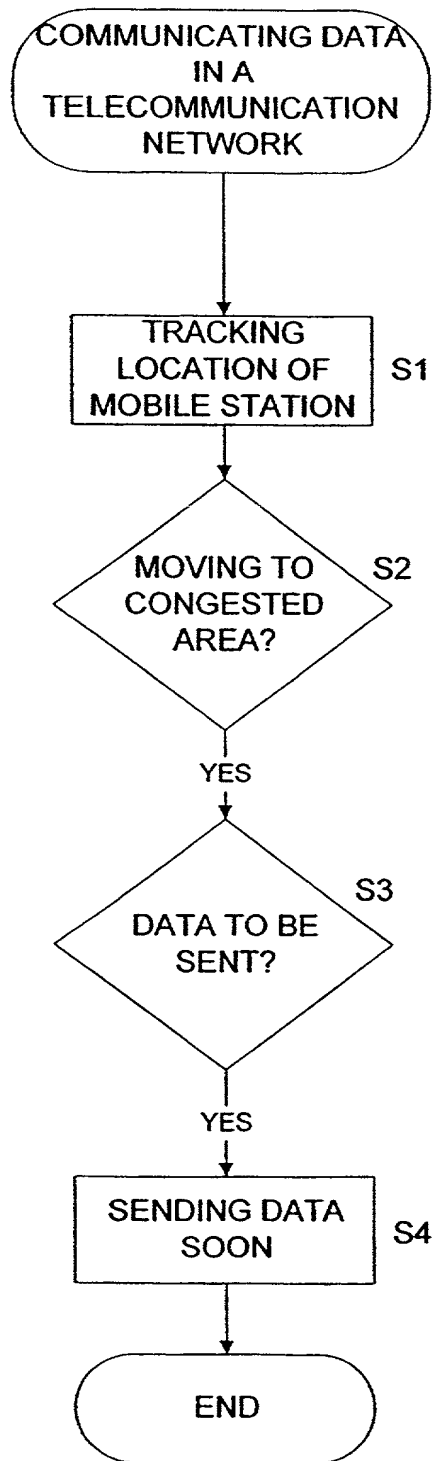 COMMUNICATING DATA
IN A
TELECOMMUNICATION
NETWORK
TRACKING
LOCATION OF
MOBILE STATION
S1
MOVING TO
CONGESTED
AREA?
S2
YES
S3
DATA TO BE
SENT?
YES
SENDING DATA
SOON
S4
END